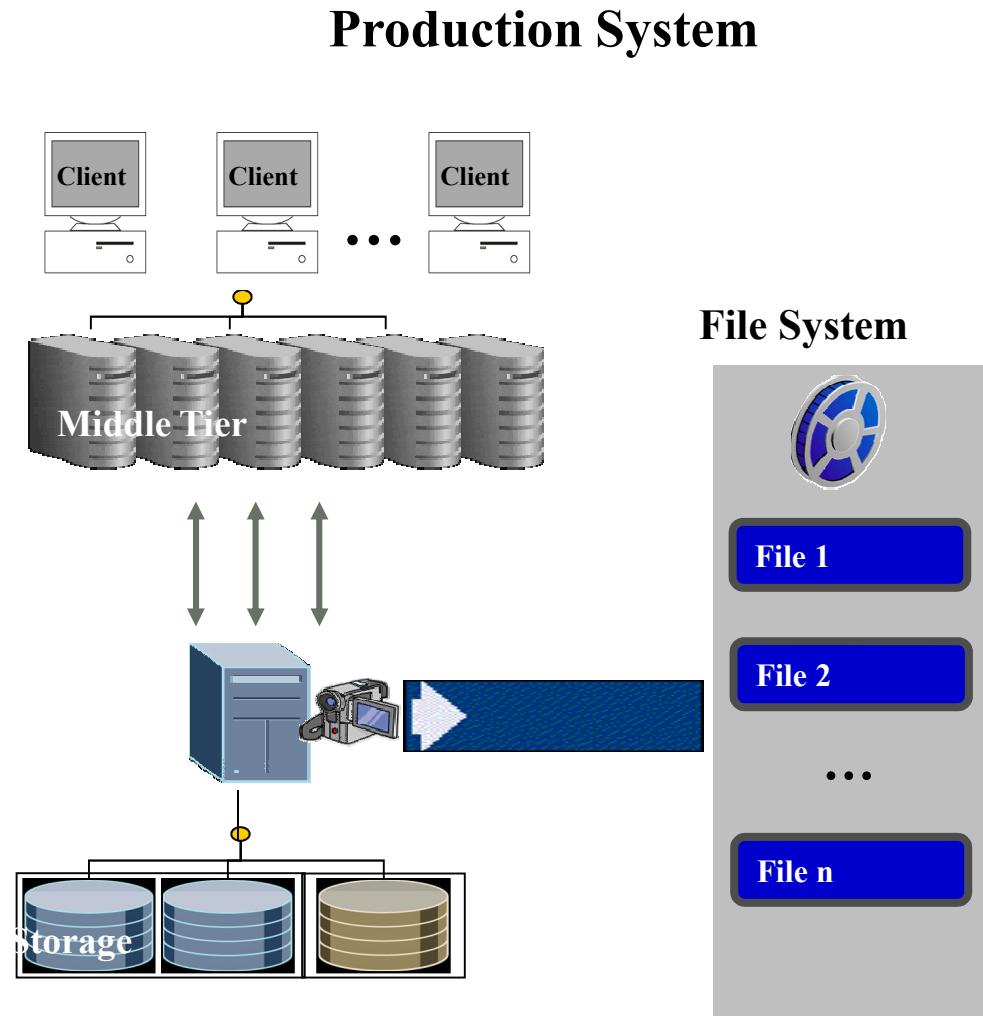 Production System
Client
Client
Client
...
File System
Middle Tier
File 1
File 2
...
File n
Storage